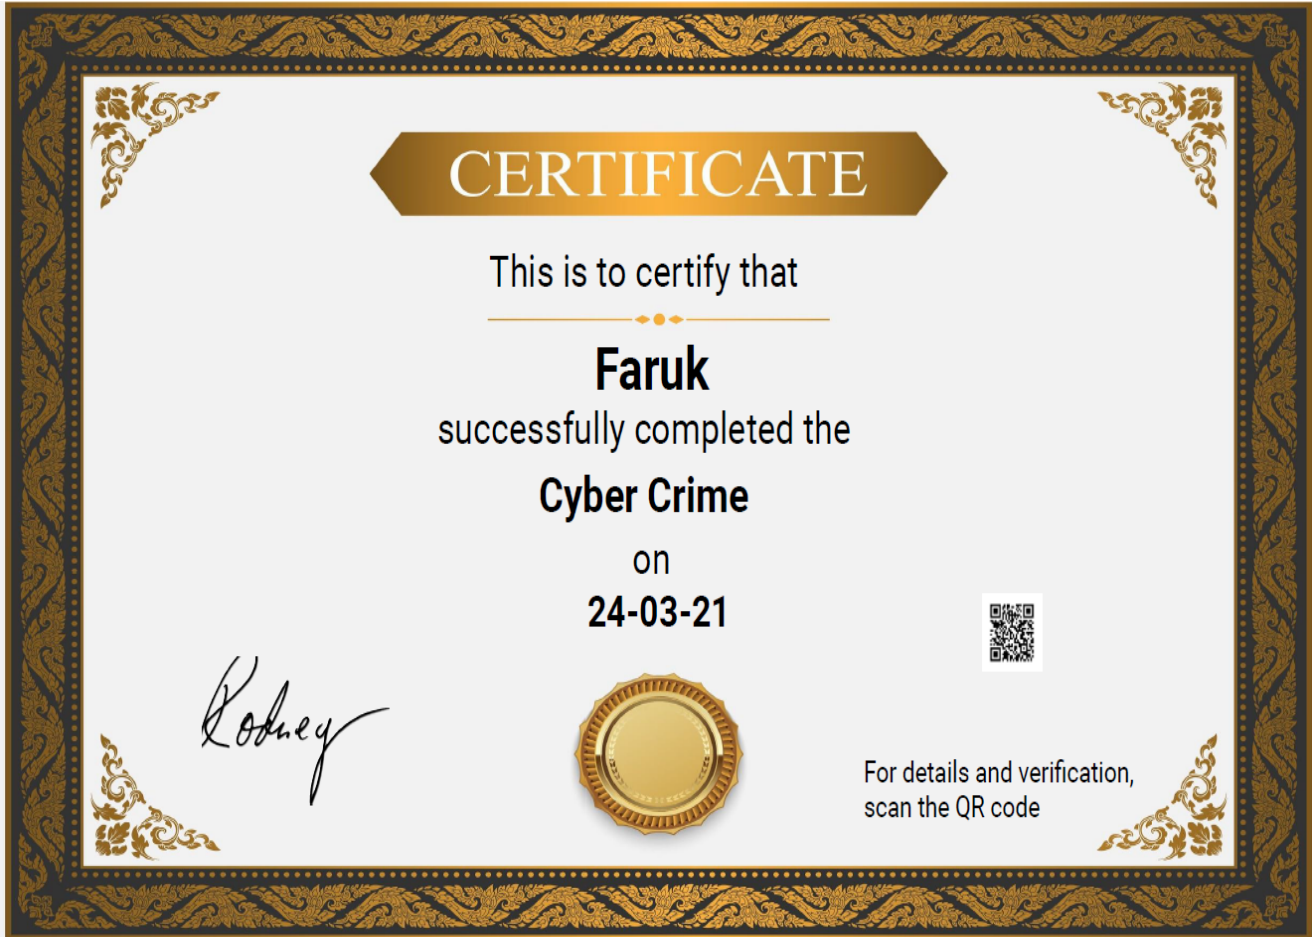 CERTIFICATE
This is to certify that
Faruk
successfully completed the
Cyber Crime
on
24-03-21
Rodney
For details and verification,
scan the QR code